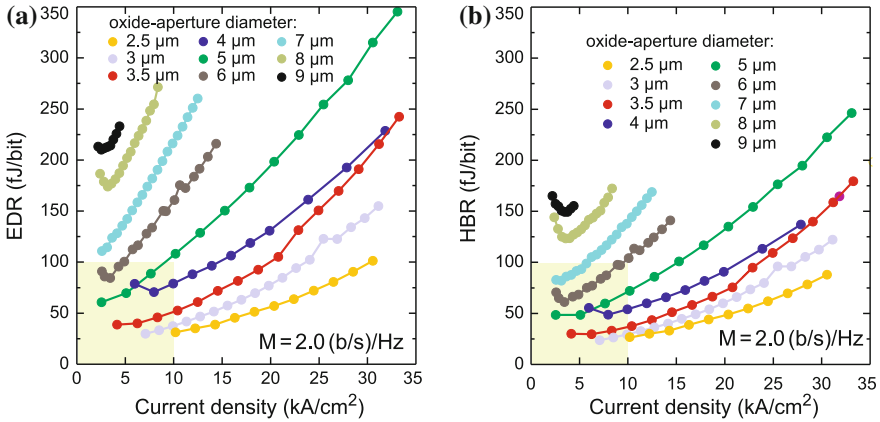 (a)
EDR (fJ/bit)
350
300
250
200
150
100
50
0
oxide-aperture diameter:
2.5 µm 4 µm 7 µm
3 µm 5 µm 8 µm
3.5 µm 6 µm 9 µm
M = 2.0 (b/s)/Hz
0 5 10 15 20 25 30 35
Current density (kA/cm²)
(b)
HBR (fJ/bit)
350
300
250
200
150
100
50
0
oxide-aperture diameter:
2.5 µm 5 µm
3 µm 6 µm
3.5 µm 7 µm
4 µm 8 µm
9 µm
M = 2.0 (b/s)/Hz
0 5 10 15 20 25 30 35
Current density (kA/cm²)